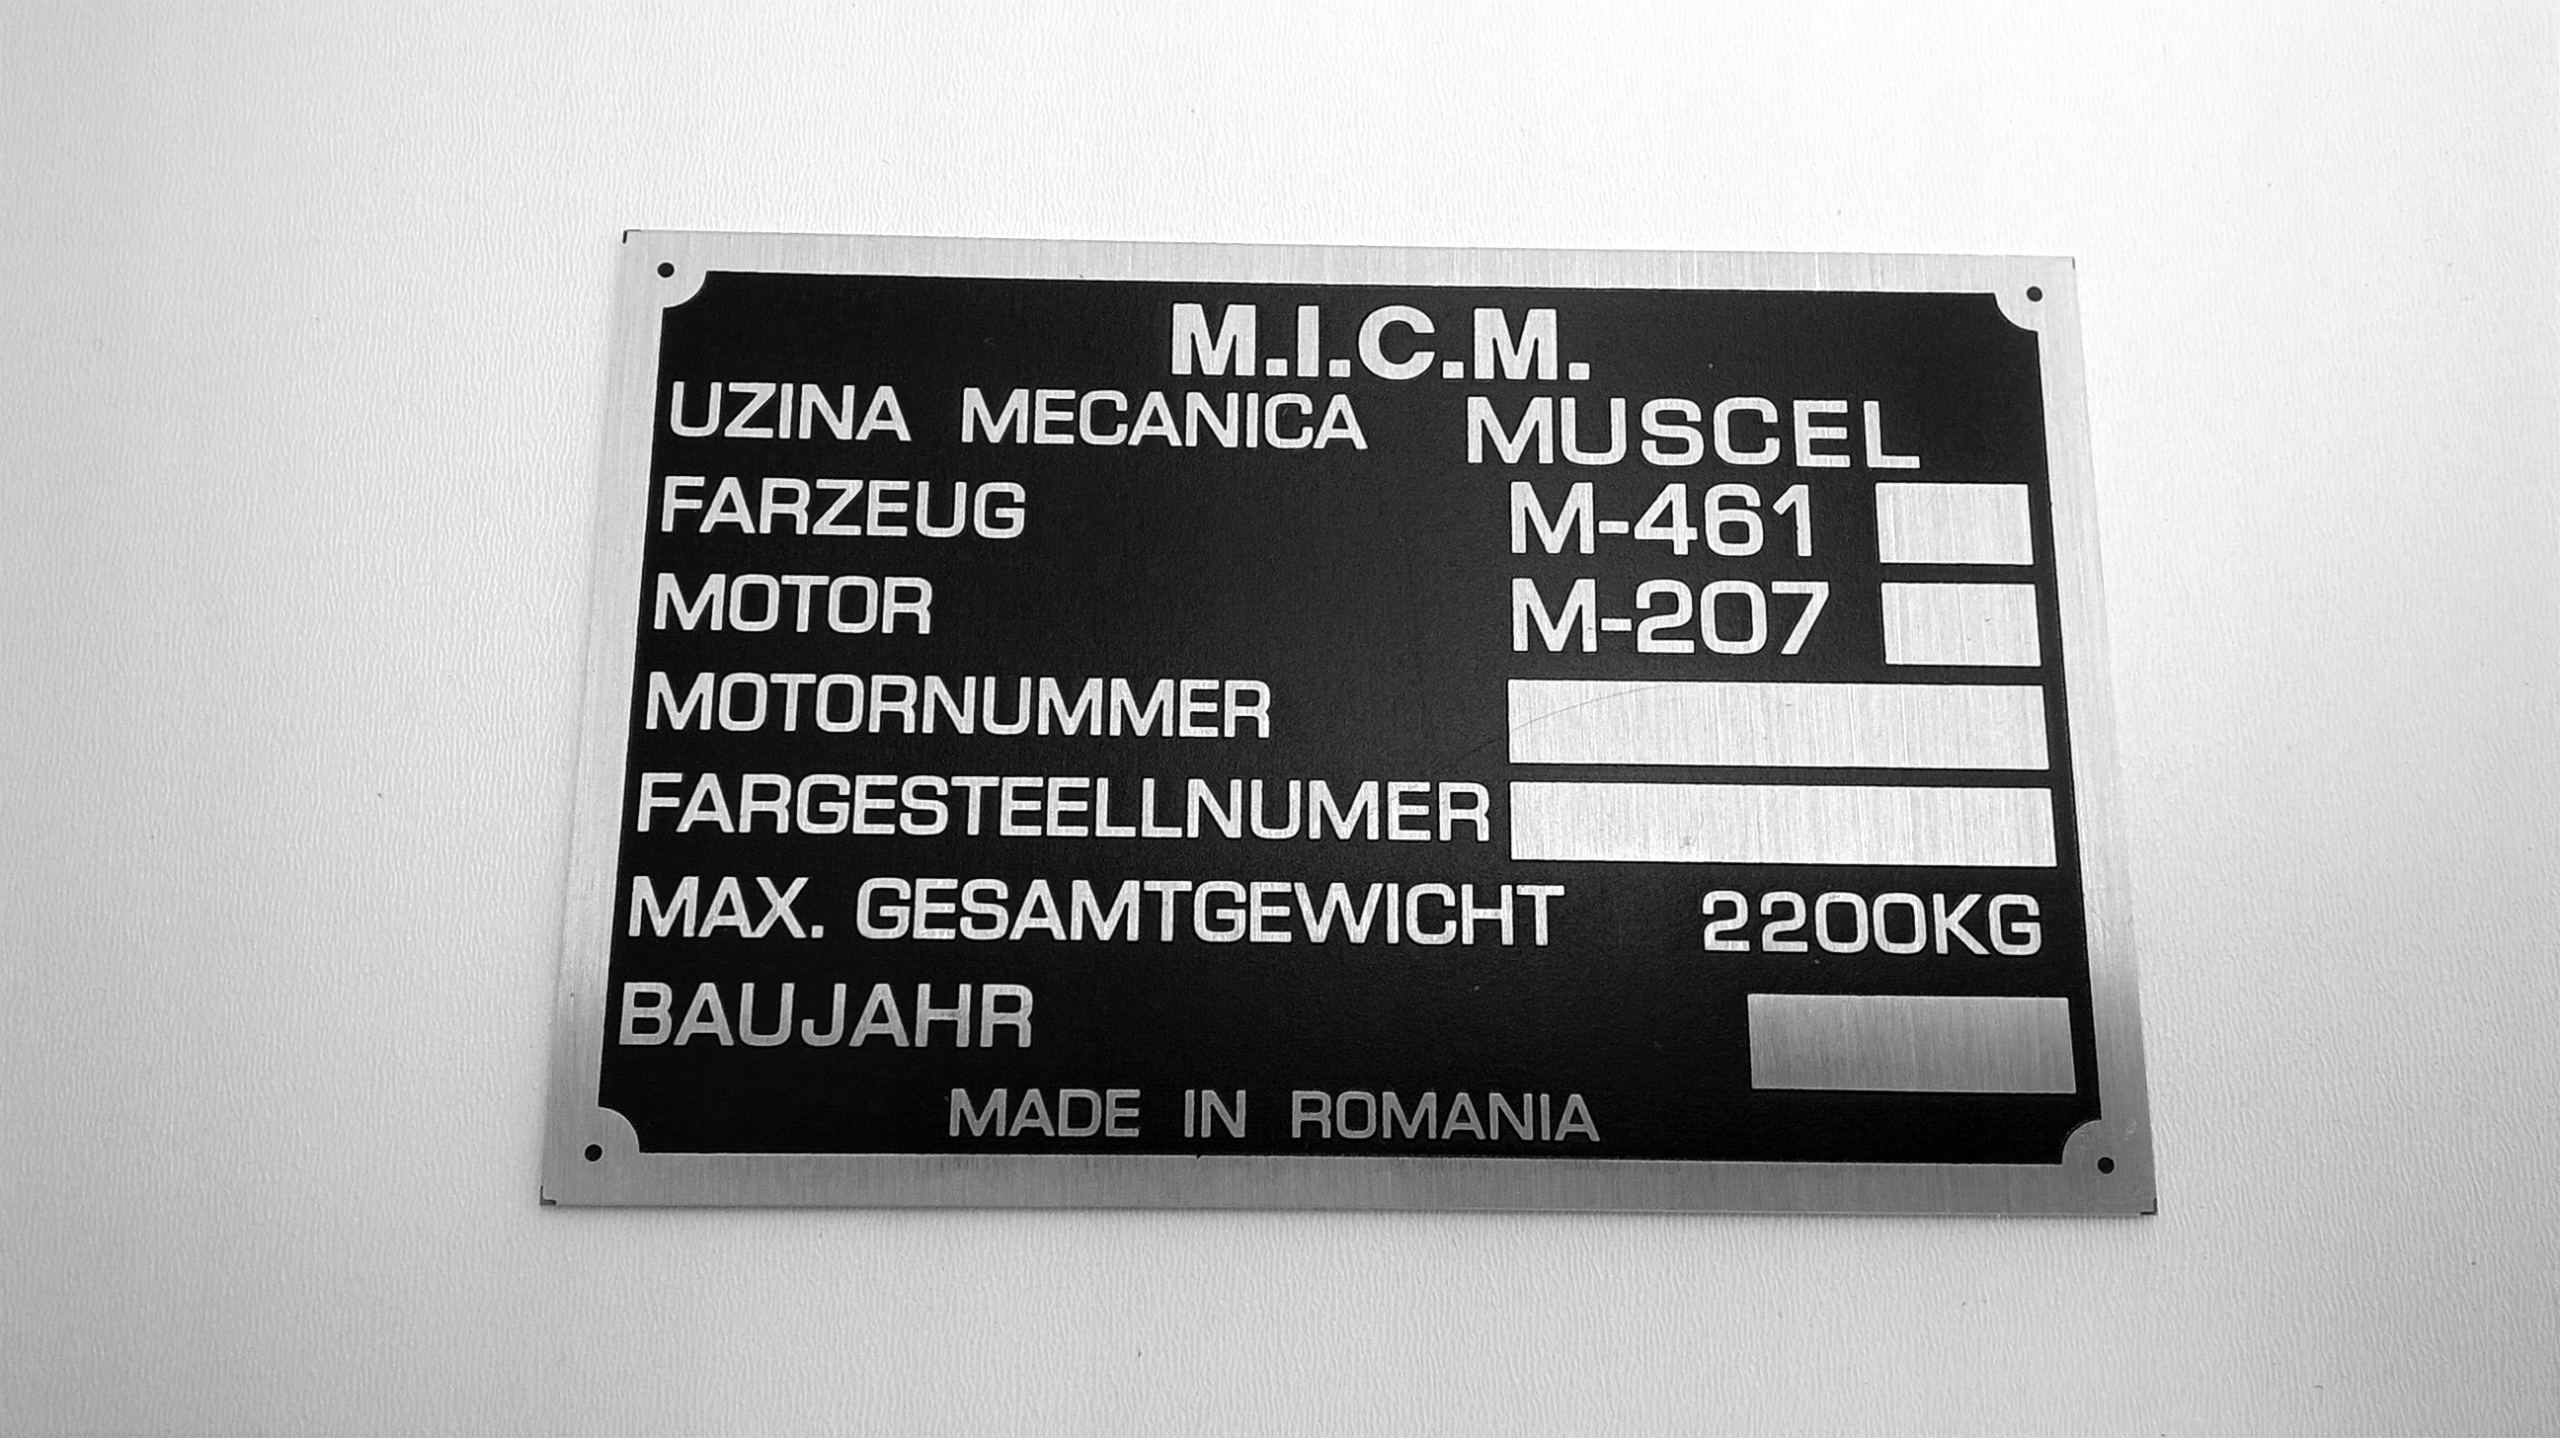 M.I.C.M.
UZINA MECANICA MUSCEL
FARZEUG M-461
MOTOR M-207
MOTORNUMMER
FARGESTEELLNUMER
MAX. GESAMTGEWICHT 2200KG
BAUJAHR
MADE IN ROMANIA